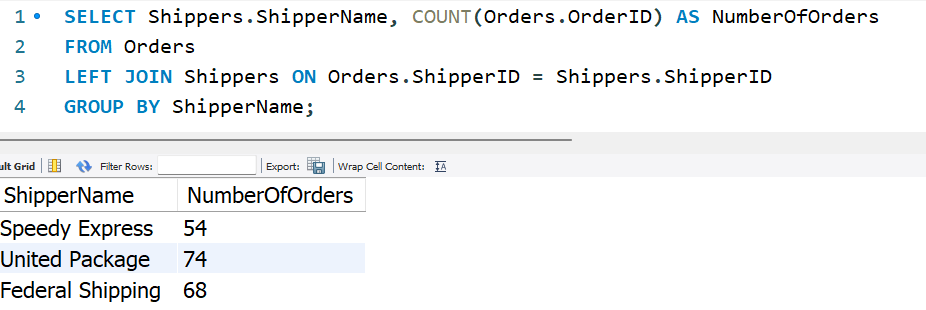 1 SELECT Shippers.ShipperName, COUNT(Orders.OrderID) AS NumberOfOrders
2 FROM Orders
3 LEFT JOIN Shippers ON Orders.ShipperID = Shippers.ShipperID
4 GROUP BY ShipperName;
ult Grid Filter Rows: Export: Wrap Cell Content: IA
ShipperName NumberOfOrders
Speedy Express 54
United Package 74
Federal Shipping 68